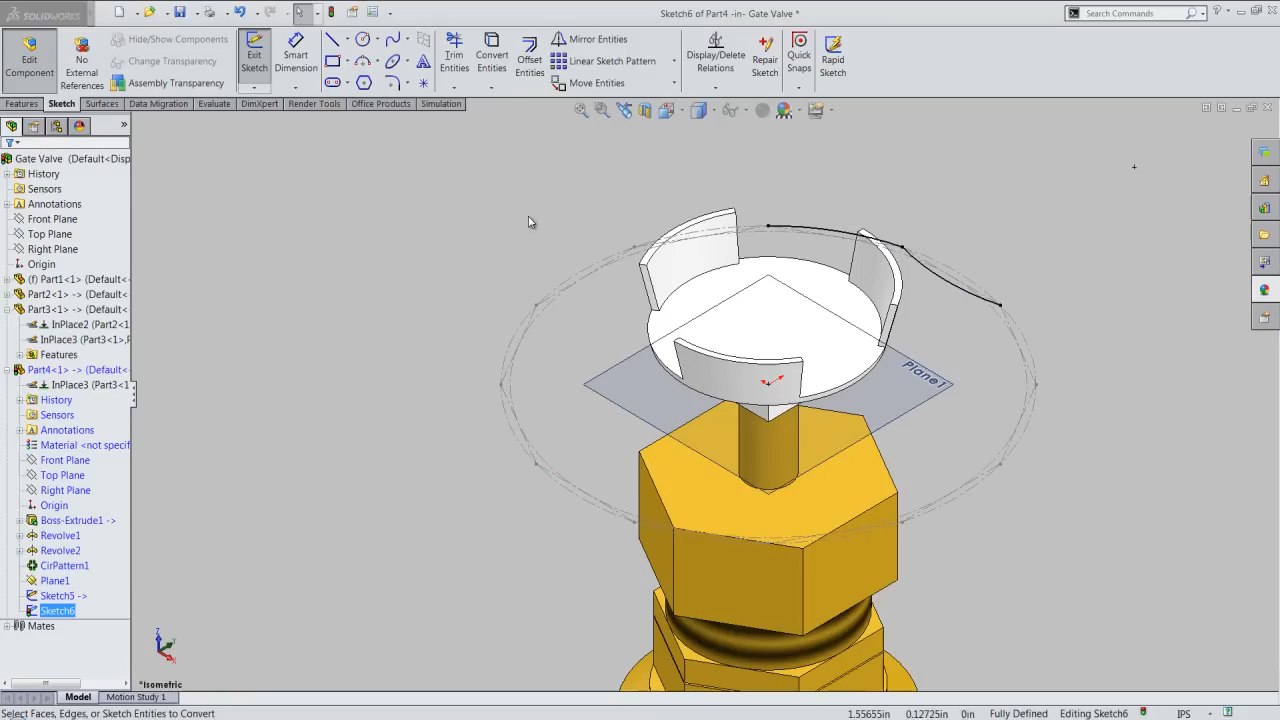 SOLIDWORKS
Sketch6 of Part4 -in- Gate Valve *
Search Commands
Edit Component
No External References
Hide/Show Components
Change Transparency
Assembly Transparency
Exit Sketch
Smart Dimension
Trim Entities
Convert Entities
Offset Entities
Mirror Entities
Linear Sketch Pattern
Move Entities
Display/Delete Relations
Repair Sketch
Quick Snaps
Rapid Sketch
Features
Sketch
Surfaces
Data Migration
Evaluate
DimXpert
Render Tools
Office Products
Simulation
Gate Valve (Default<Disp
History
Sensors
Annotations
Front Plane
Top Plane
Right Plane
Origin
(f) Part1<1> (Default<
Part2<1> -> (Default<
Part3<1> -> (Default<
InPlace2 (Part2<1
InPlace3 (Part3<1>,P
Features
Part4<1> -> (Default<
InPlace3 (Part3<1
History
Sensors
Annotations
Material <not specif
Front Plane
Top Plane
Right Plane
Origin
Boss-Extrude1 ->
Revolve1
Revolve2
CirPattern1
Plane1
Sketch5 ->
Sketch6
Mates
Plane1
Z
Y
X
*Isometric
Model
Motion Study 1
Select Faces, Edges, or Sketch Entities to Convert
1.55655in
0.12725in
0in
Fully Defined
Editing Sketch6
IPS